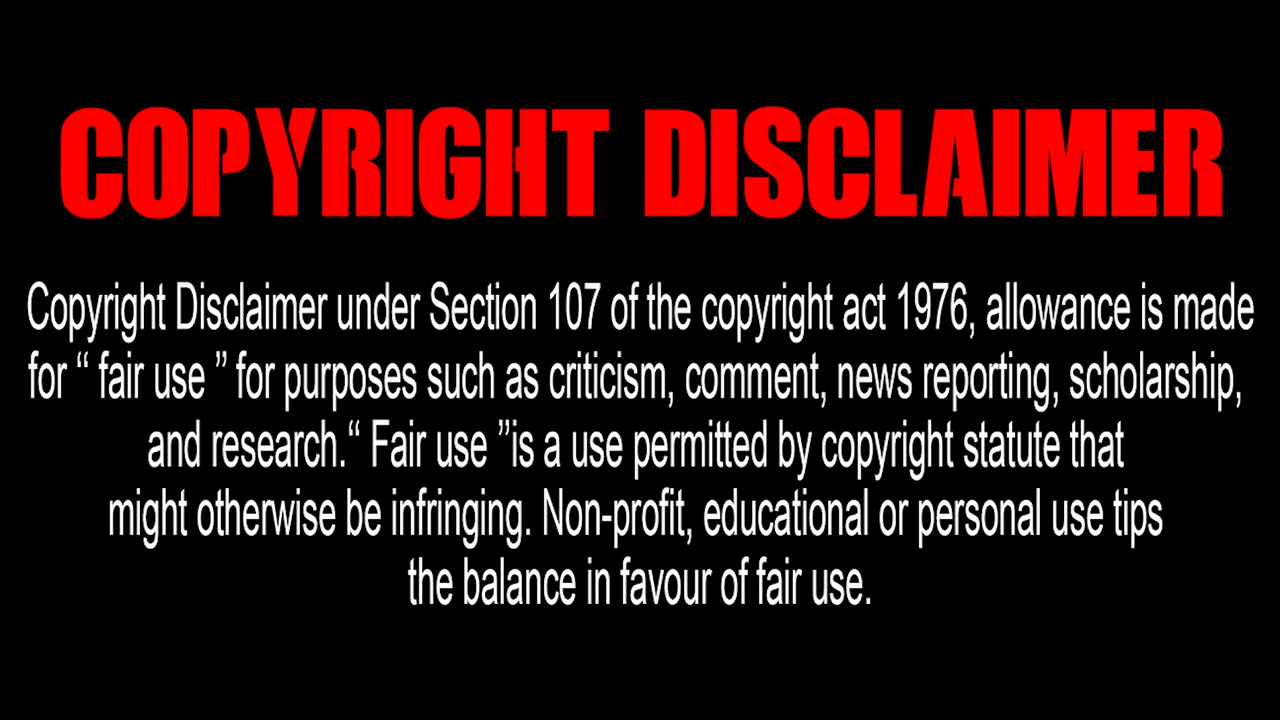 COPYRIGHT DISCLAIMER
Copyright Disclaimer under Section 107 of the copyright act 1976, allowance is made
for “ fair use ” for purposes such as criticism, comment, news reporting, scholarship,
and research.“ Fair use ”is a use permitted by copyright statute that
might otherwise be infringing. Non-profit, educational or personal use tips
the balance in favour of fair use.